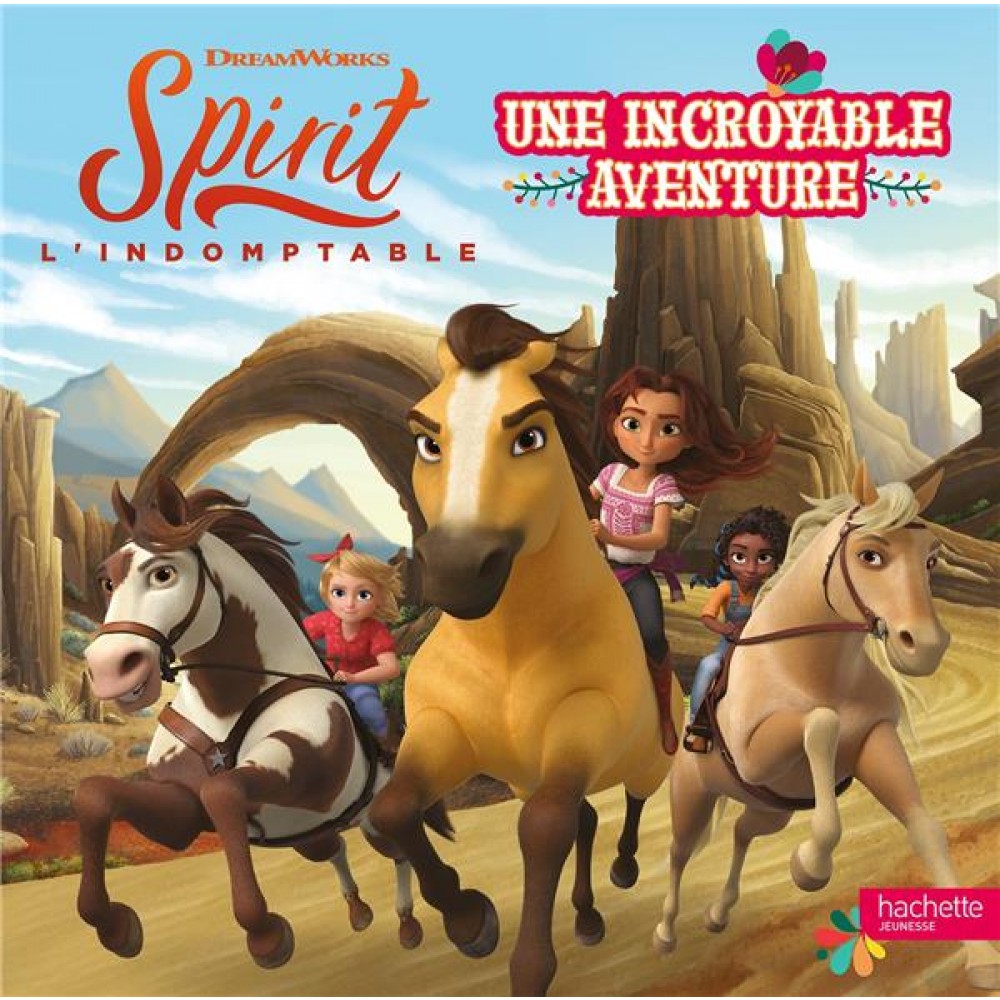 DREAMWORKS
Spirit
L'INDOMPTABLE
UNE INCROYABLE
AVENTURE
hachette
JEUNESSE